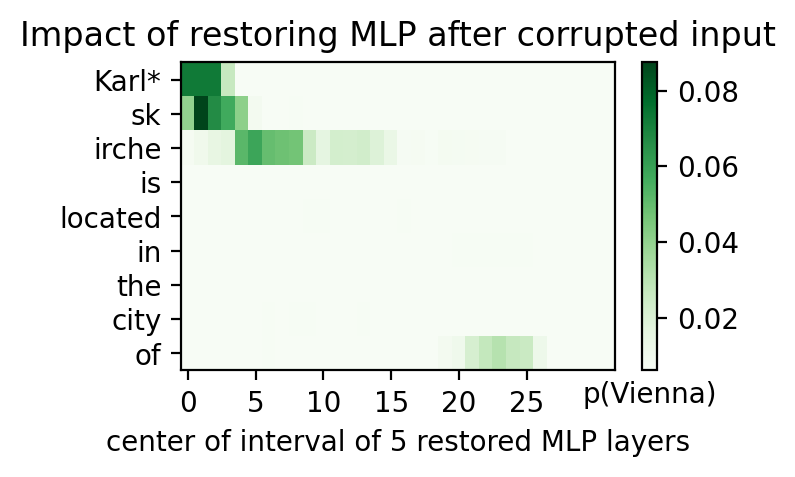 Impact of restoring MLP after corrupted input
Karl*
sk
irche
is
located
in
the
city
of
0 5 10 15 20 25
0.08
0.06
0.04
0.02
p(Vienna)
center of interval of 5 restored MLP layers